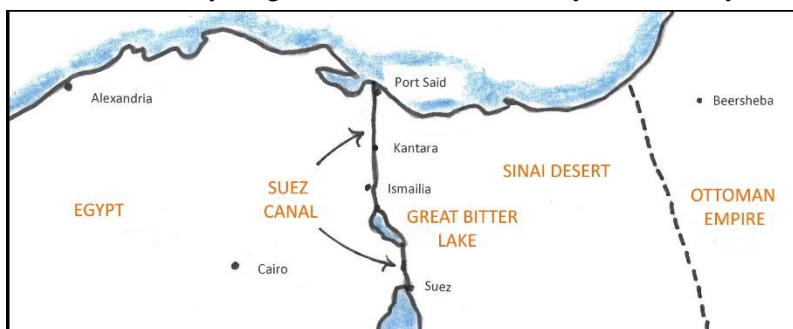 Port Said
Alexandria
Beersheba
Kantara
SINAI DESERT
Ismailia
SUEZ
CANAL
EGYPT
OTTOMAN
EMPIRE
GREAT BITTER
LAKE
Cairo
Suez